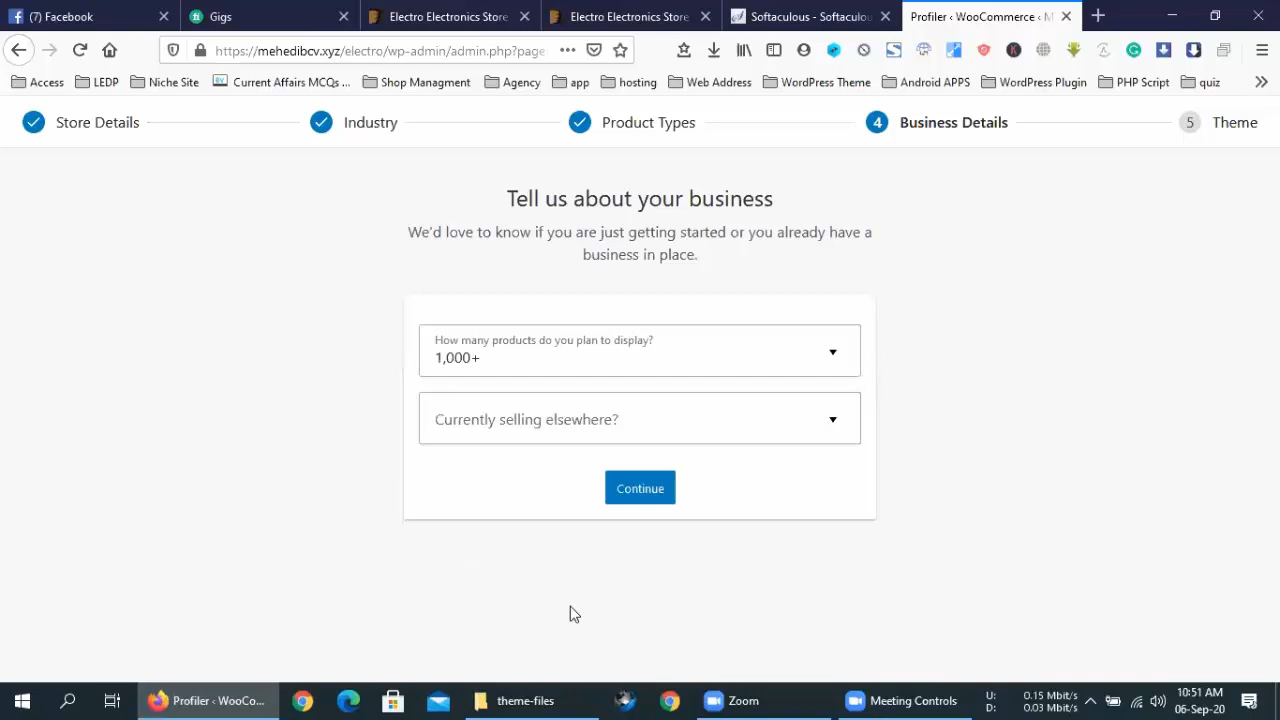 (7) Facebook
Gigs
Electro Electronics Store
Electro Electronics Store
Softaculous - Softaculou
Profiler ‹ WooCommerce ‹ M
https://mehedibcv.xyz/electro/wp-admin/admin.php?page
Access
LEDP
Niche Site
Current Affairs MCQs ...
Shop Managment
Agency
app
hosting
Web Address
WordPress Theme
Android APPS
WordPress Plugin
PHP Script
quiz
Store Details
Industry
Product Types
4 Business Details
5 Theme
Tell us about your business
We'd love to know if you are just getting started or you already have a
business in place.
How many products do you plan to display?
1,000+
Currently selling elsewhere?
Continue
Profiler ‹ WooCo...
theme-files
Zoom
Meeting Controls
U: 0.15 Mbit/s
D: 0.03 Mbit/s
10:51 AM
06-Sep-20